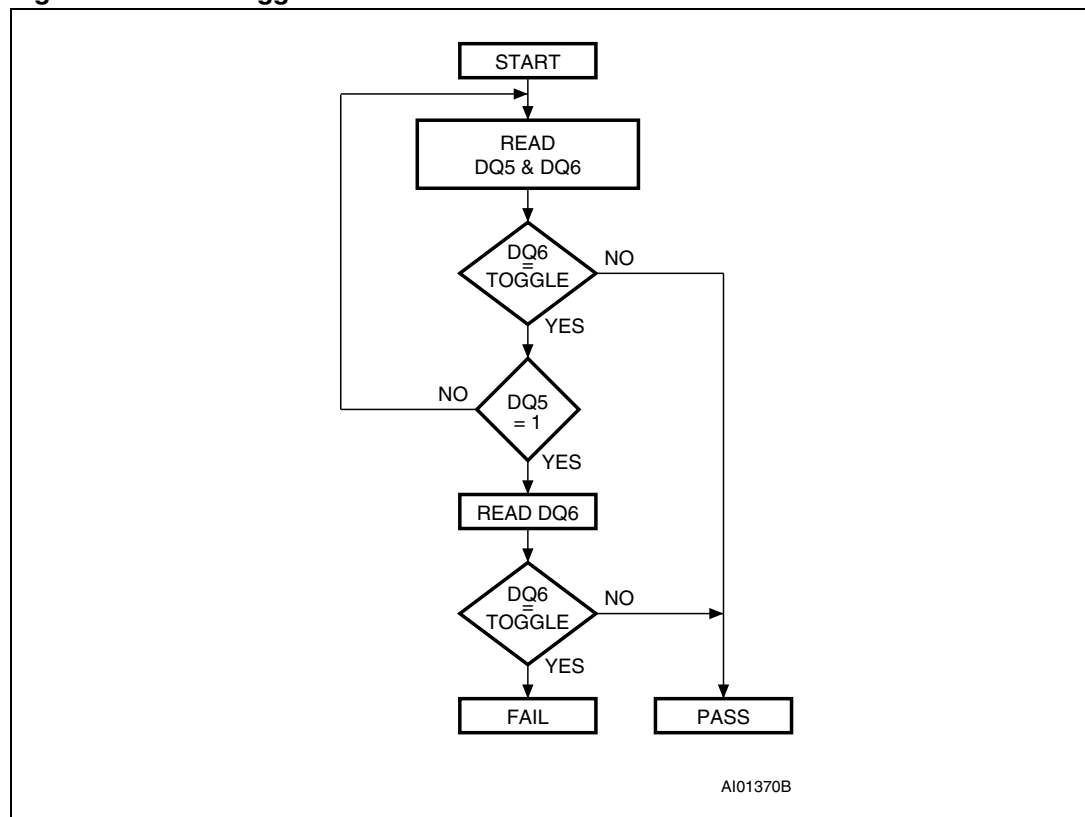 START
READ
DQ5 & DQ6
DQ6
=
TOGGLE
NO
YES
DQ5
= 1
NO
YES
READ DQ6
DQ6
=
TOGGLE
NO
YES
FAIL
PASS
AI01370B